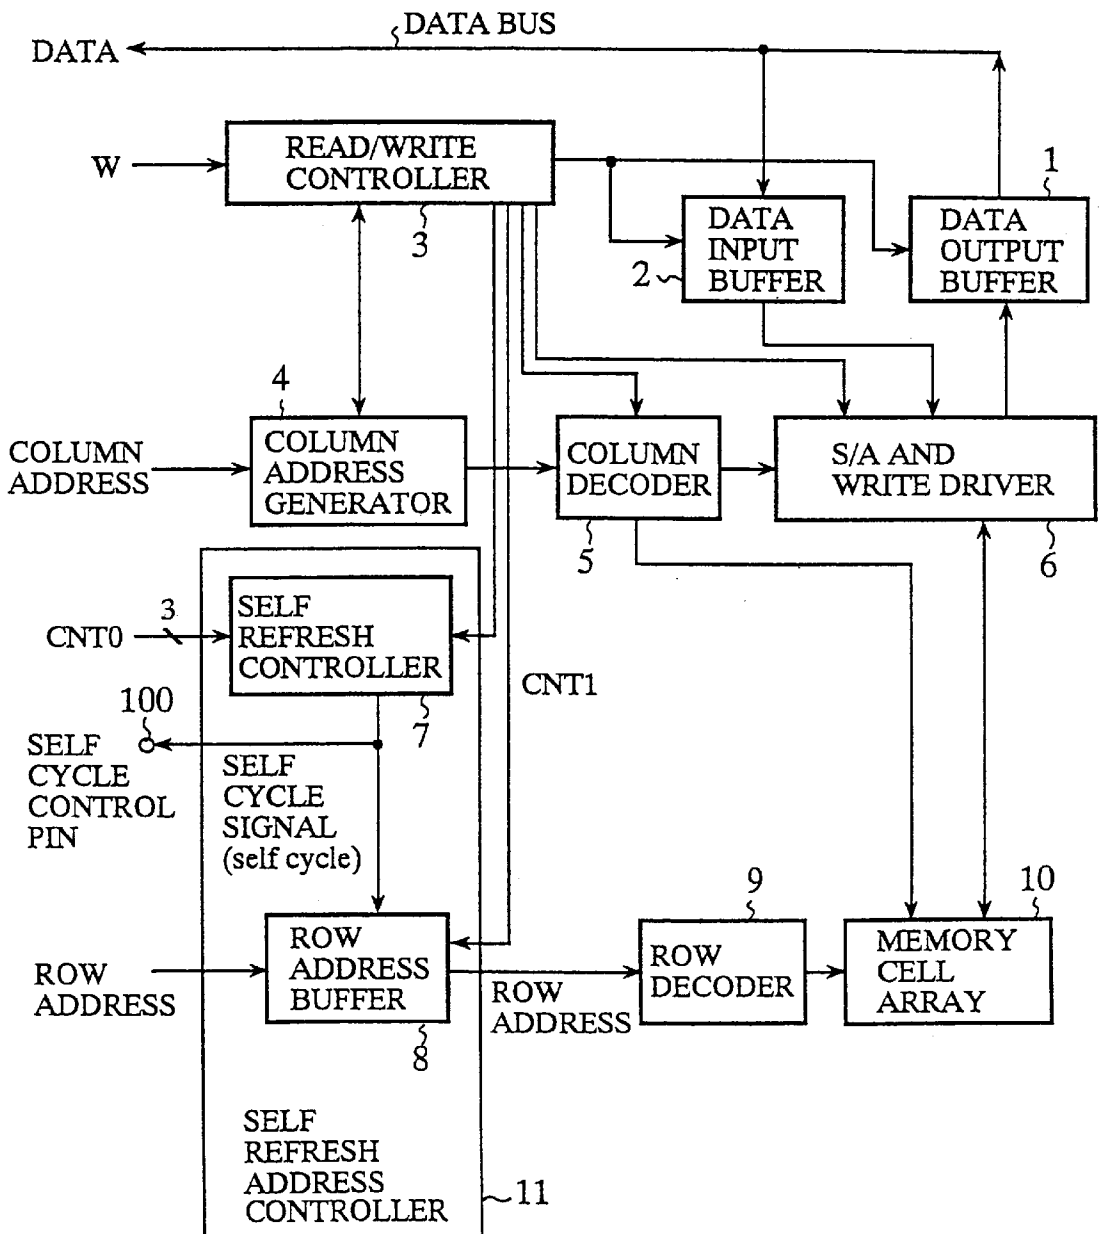 DATA BUS
DATA
W
READ/WRITE
CONTROLLER
3
DATA
INPUT
BUFFER
2
1
DATA
OUTPUT
BUFFER
4
COLUMN
ADDRESS
COLUMN
ADDRESS
GENERATOR
COLUMN
DECODER
5
S/A AND
WRITE DRIVER
6
CNT0
3
SELF
REFRESH
CONTROLLER
7
CNT1
100
SELF
CYCLE
CONTROL
PIN
SELF
CYCLE
SIGNAL
(self cycle)
ROW
ADDRESS
ROW
ADDRESS
BUFFER
8
ROW
ADDRESS
9
ROW
DECODER
10
MEMORY
CELL
ARRAY
SELF
REFRESH
ADDRESS
CONTROLLER
11